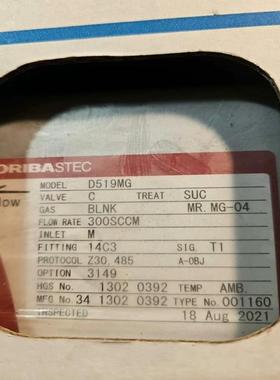 ORIBASTEC
low
MODEL D519MG
VALVE C TREAT SUC
GAS BLNK MR. MG-04
FLOW RATE 300SCCM
INLET M
FITTING 14C3 SIG. T1
PROTOCOL Z30,485 A-OBJ
OPTION 3149
HGS No. 1302 0392 TEMP AMB.
MFG No. 34 1302 0392 TYPE No. 001160
INSPECTED 18 Aug 2021